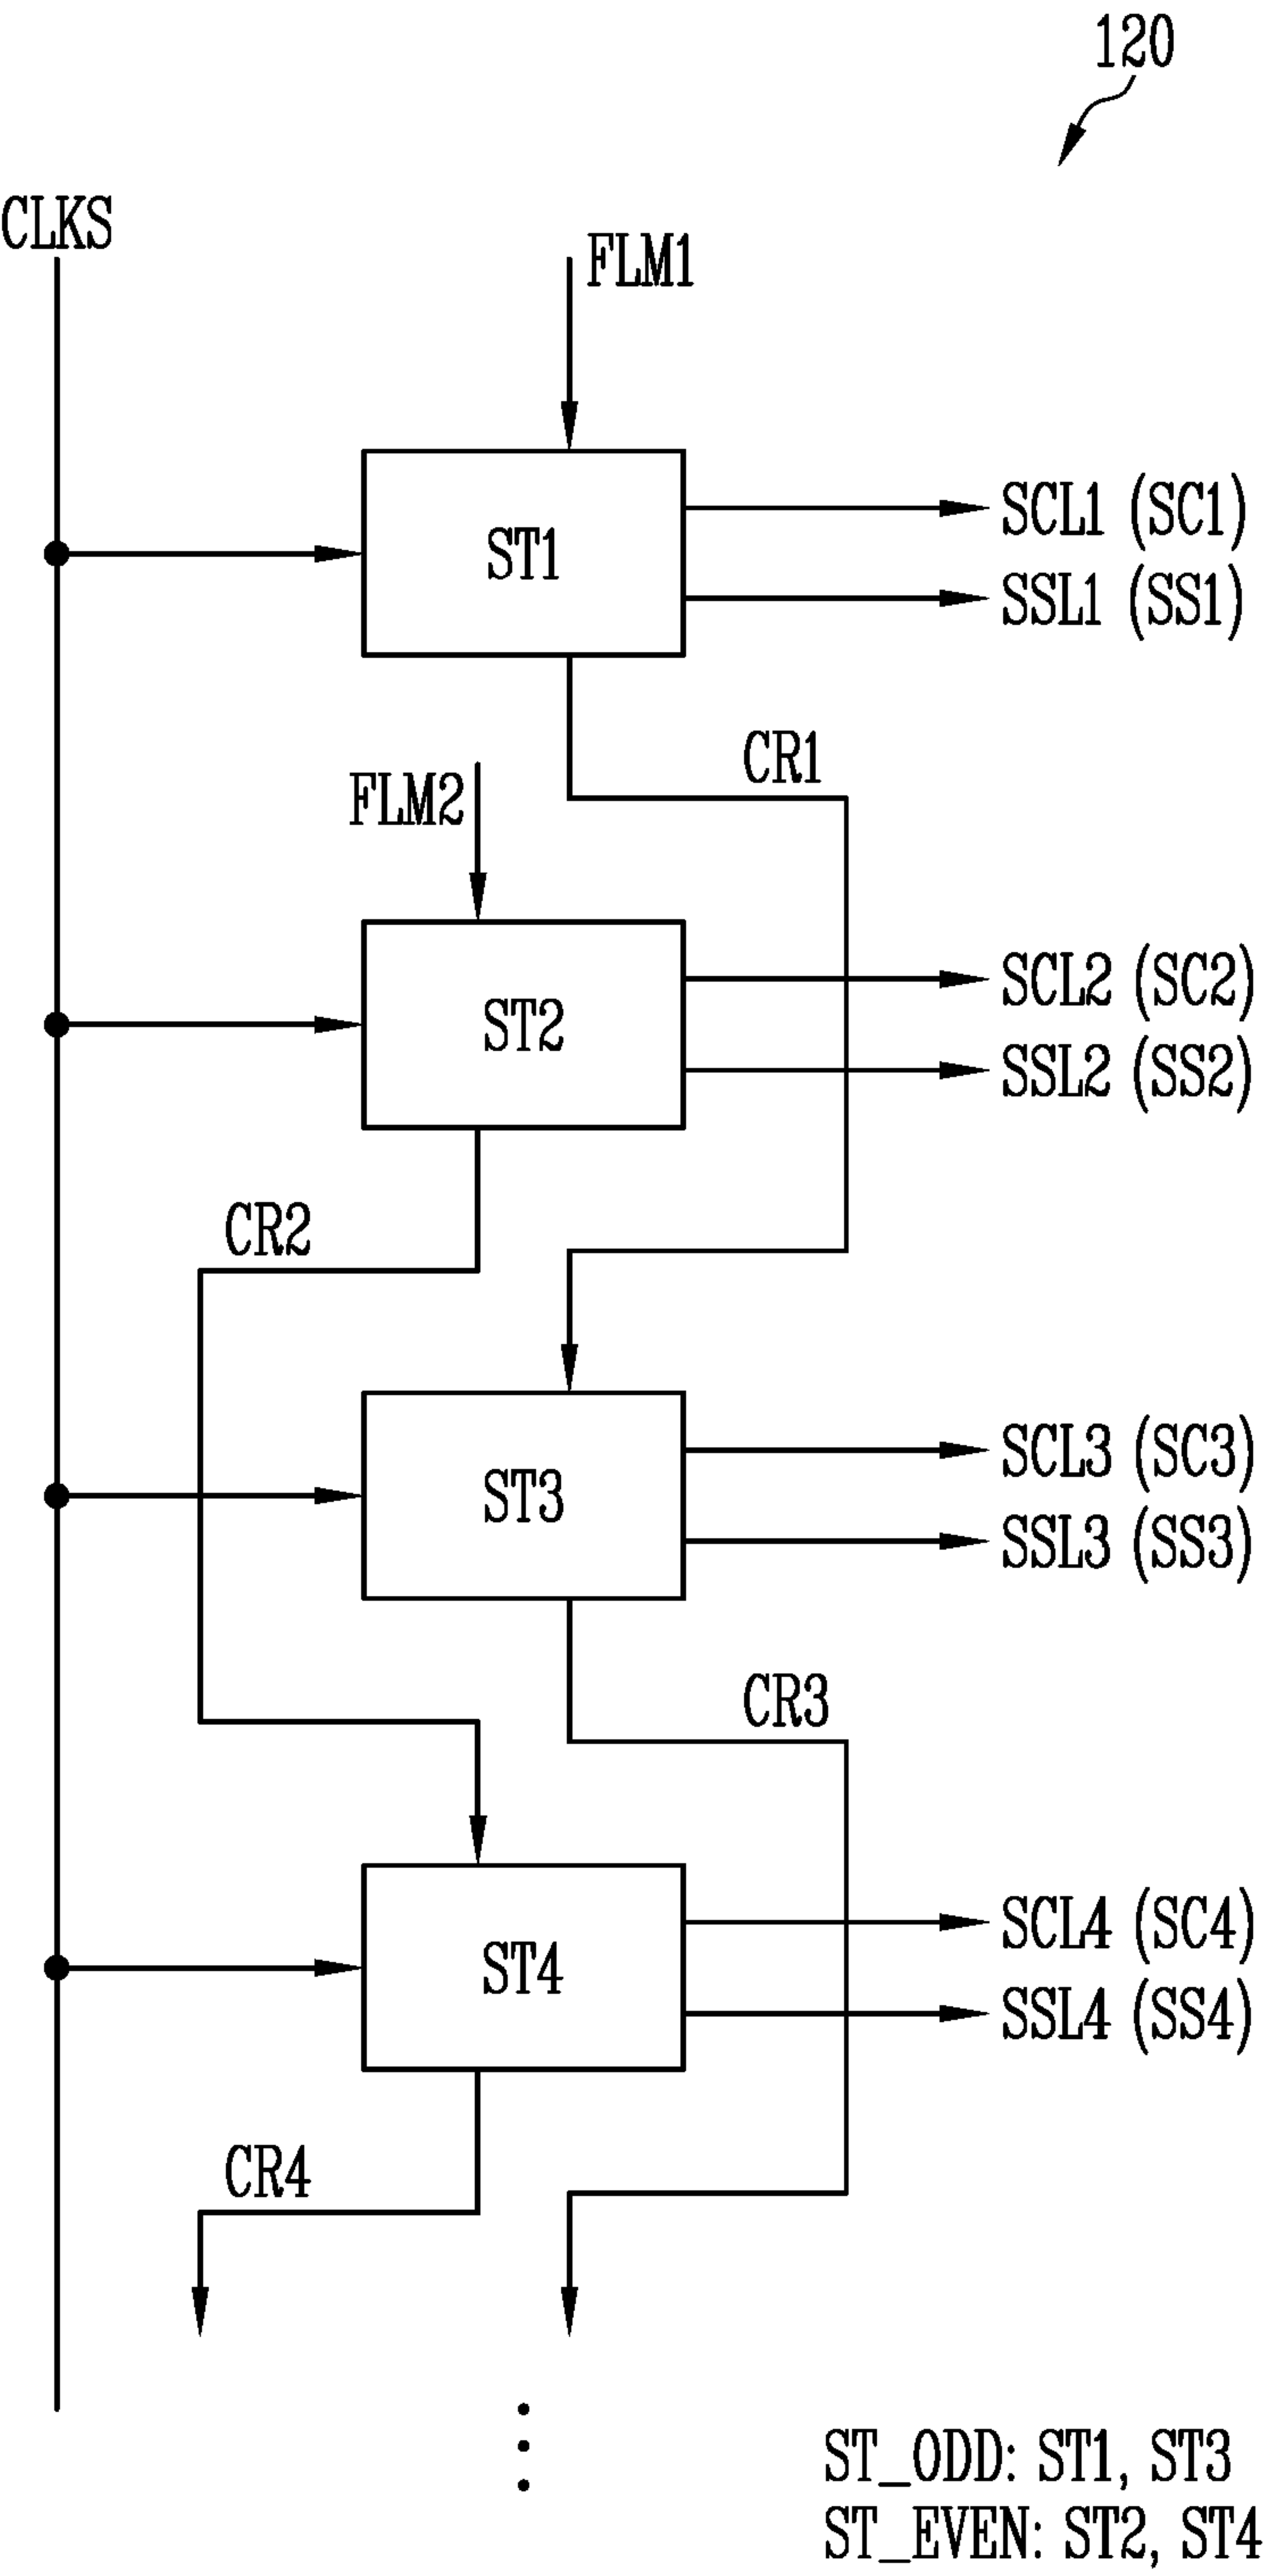 120
CLKS
FLM1
ST1
SCL1 (SC1)
SSL1 (SS1)
CR1
FLM2
ST2
SCL2 (SC2)
SSL2 (SS2)
CR2
ST3
SCL3 (SC3)
SSL3 (SS3)
CR3
ST4
SCL4 (SC4)
SSL4 (SS4)
CR4
ST_ODD: ST1, ST3
ST_EVEN: ST2, ST4